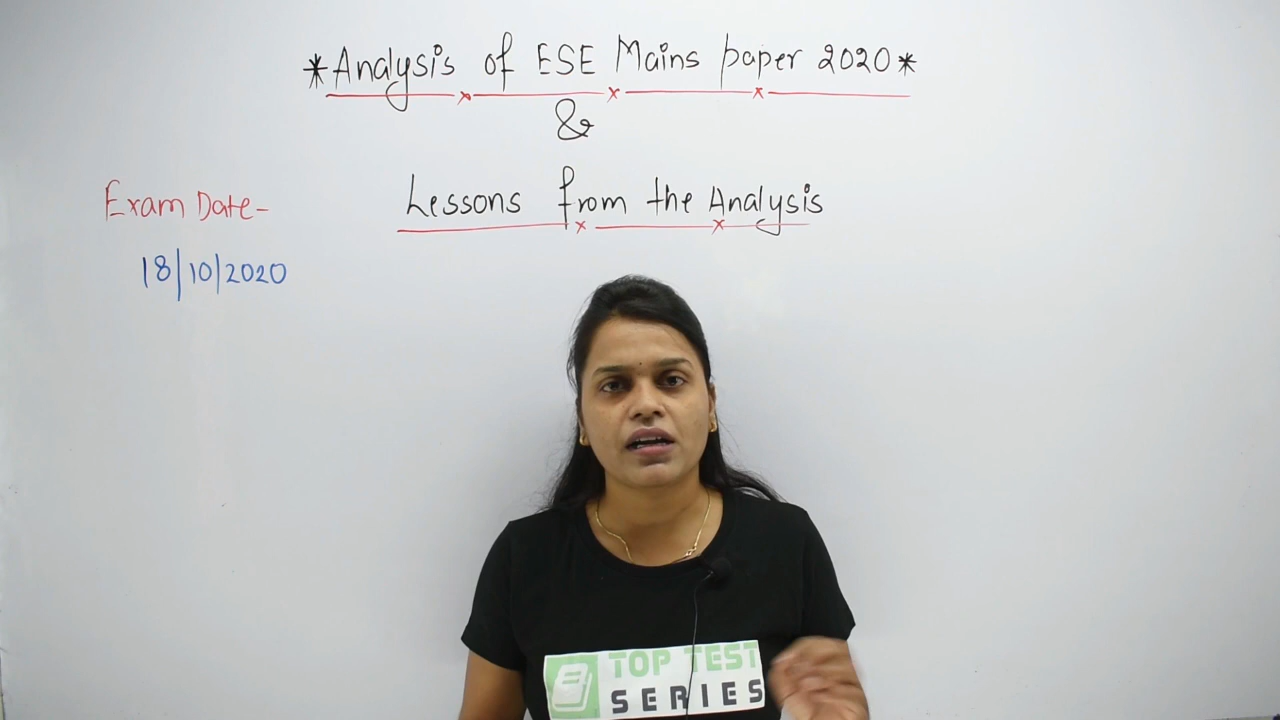 *Analysis of ESE Mains paper 2020*
&
Lessons from the Analysis
Exam Date-
18/10/2020
TOP TEST
SERIES